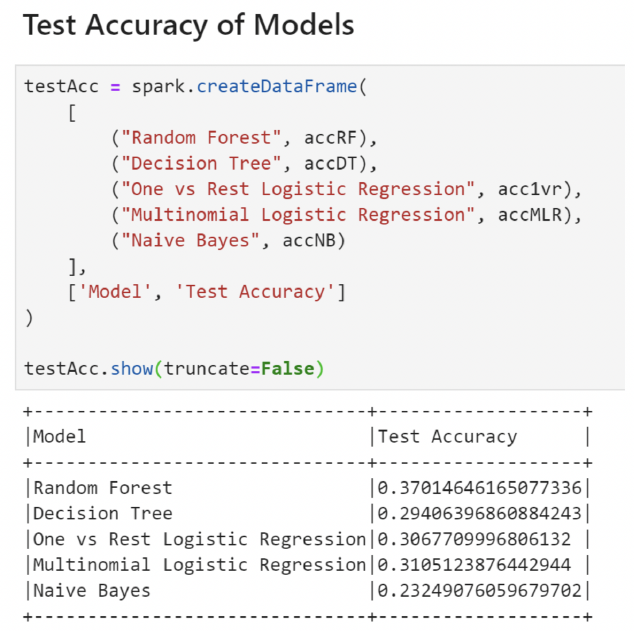 Test Accuracy of Models
testAcc = spark.createDataFrame(
    [
        ("Random Forest", accRF),
        ("Decision Tree", accDT),
        ("One vs Rest Logistic Regression", acc1vr),
        ("Multinomial Logistic Regression", accMLR),
        ("Naive Bayes", accNB)
    ],
    ['Model', 'Test Accuracy']
)
testAcc.show(truncate=False)
+-------------------------------+-------------------+
|Model                          |Test Accuracy      |
+-------------------------------+-------------------+
|Random Forest                  |0.37014646165077336|
|Decision Tree                  |0.29406396860884243|
|One vs Rest Logistic Regression|0.3067709996806132 |
|Multinomial Logistic Regression|0.3105123876442944 |
|Naive Bayes                    |0.23249076059679702|
+-------------------------------+-------------------+